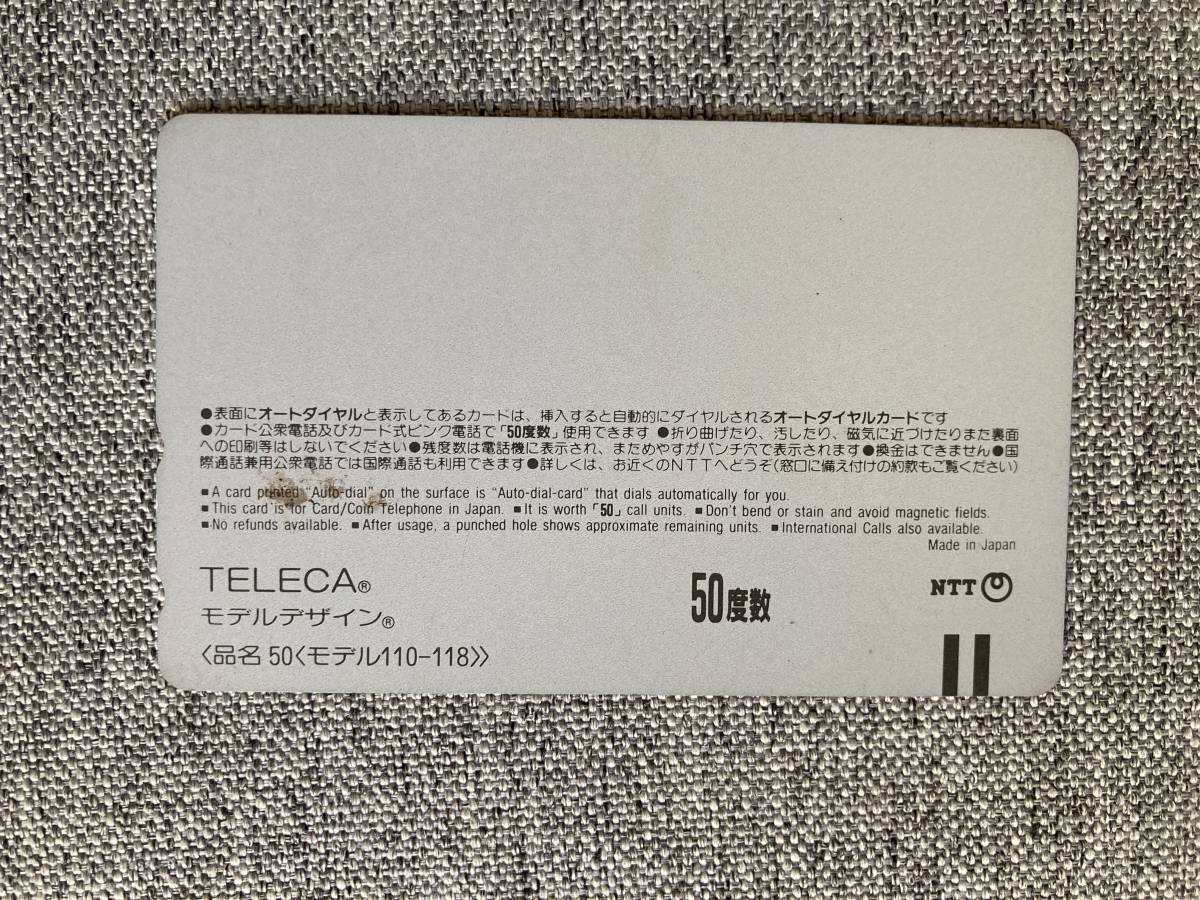 ●表面にオートダイヤルと表示してあるカードは、挿入すると自動的にダイヤルされるオートダイヤルカードです
●カード公衆電話及びカード式ピンク電話で「50度数」使用できます ●折り曲げたり、汚したり、磁気に近づけたりまた裏面
への印刷等はしないでください●残度数は電話機に表示され、まためやすがパンチ穴で表示されます●換金はできません●国
際通話兼用公衆電話では国際通話も利用できます●詳しくは、お近くのNTTへどうぞ(窓口に備え付けの約款もご覧ください)
■ A card printed "Auto-dial" on the surface is "Auto-dial-card" that dials automatically for you.
■ This card is for Card/Coin Telephone in Japan. ■ It is worth「50」call units. ■ Don't bend or stain and avoid magnetic fields.
■ No refunds available. ■ After usage, a punched hole shows approximate remaining units. ■ International Calls also available.
Made in Japan
TELECA®
50度数
NTT
モデルデザイン®
〈品名 50〈モデル110-118〉〉